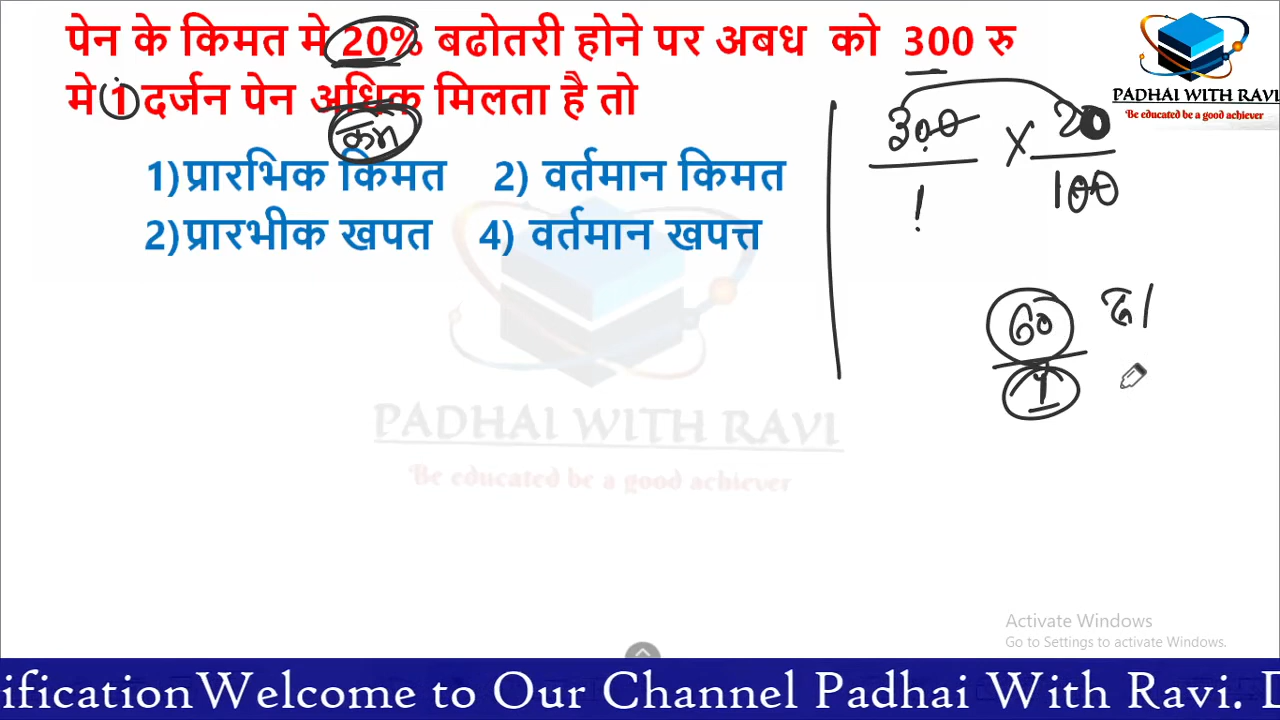 पेन के किमत मे 20% बढोतरी होने पर अबध को 300 रु
मे 1 दर्जन पेन अधिक मिलता है तो
कम
1)प्रारभिक किमत 2) वर्तमान किमत
2)प्रारभीक खपत 4) वर्तमान खपत्त
300 × 20
1 100
60 द/
1
PADHAI WITH RAVI
Be educated be a good achiever
PADHAI WITH RAVI
Be educated be a good achiever
Activate Windows
Go to Settings to activate Windows.
ification Welcome to Our Channel Padhai With Ravi. D